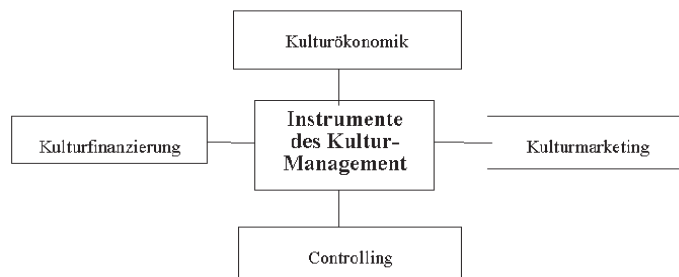 Kulturökonomik
Kulturfinanzierung
Instrumente
des Kultur-
Management
Kulturmarketing
Controlling